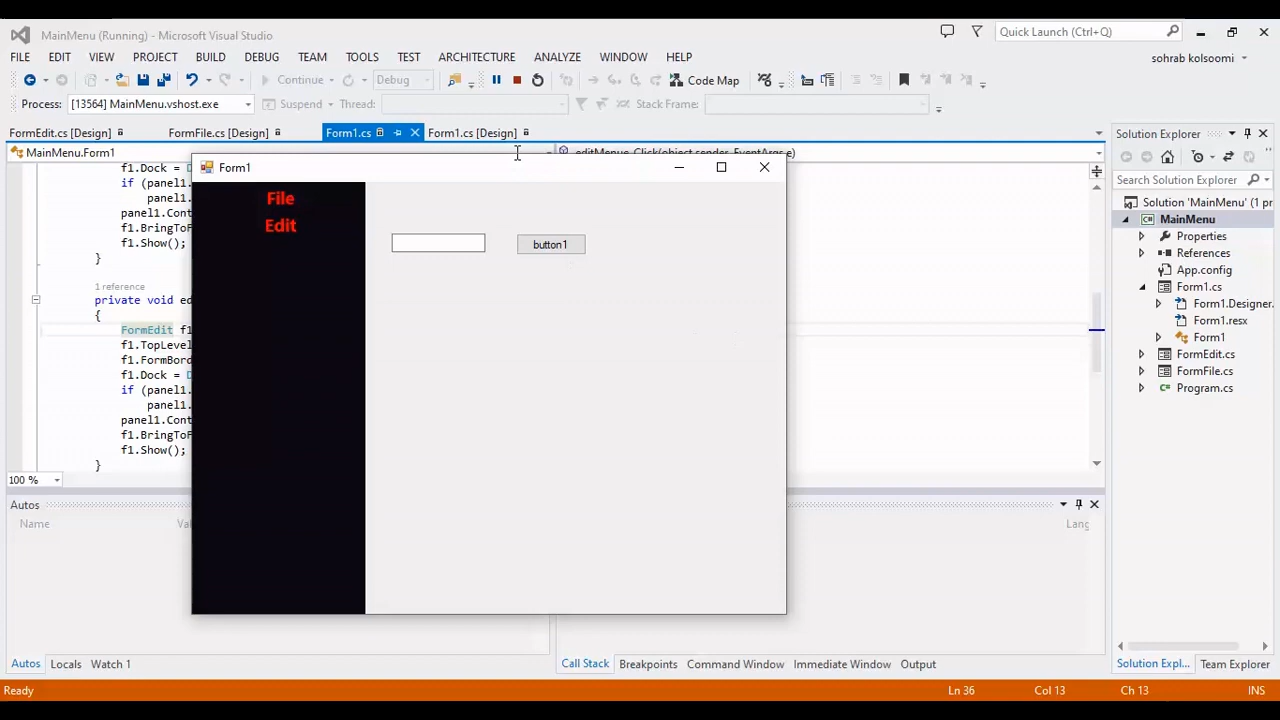 MainMenu (Running) - Microsoft Visual Studio
Quick Launch (Ctrl+Q)
FILE EDIT VIEW PROJECT BUILD DEBUG TEAM TOOLS TEST ARCHITECTURE ANALYZE WINDOW HELP
sohrab kolsoomi
Continue Debug Code Map
Process: [13564] MainMenu.vshost.exe Suspend Thread: Stack Frame:
FormEdit.cs [Design] FormFile.cs [Design] Form1.cs Form1.cs [Design]
Solution Explorer
MainMenu.Form1 editMenue_Click(object sender, EventArgs e)
f1.Dock = D
if (panel1.
panel1.
panel1.Cont
f1.BringToF
f1.Show();
}
1 reference
private void ed
{
FormEdit f1
f1.TopLevel
f1.FormBord
f1.Dock = D
if (panel1.
panel1.
panel1.Cont
f1.BringToF
f1.Show();
}
100 %
Form1
File
Edit
button1
Search Solution Explorer
Solution 'MainMenu' (1 pr
MainMenu
Properties
References
App.config
Form1.cs
Form1.Designer.
Form1.resx
Form1
FormEdit.cs
FormFile.cs
Program.cs
Autos
Name Va Lang
Autos Locals Watch 1
Call Stack Breakpoints Command Window Immediate Window Output
Solution Expl... Team Explorer
Ready Ln 36 Col 13 Ch 13 INS